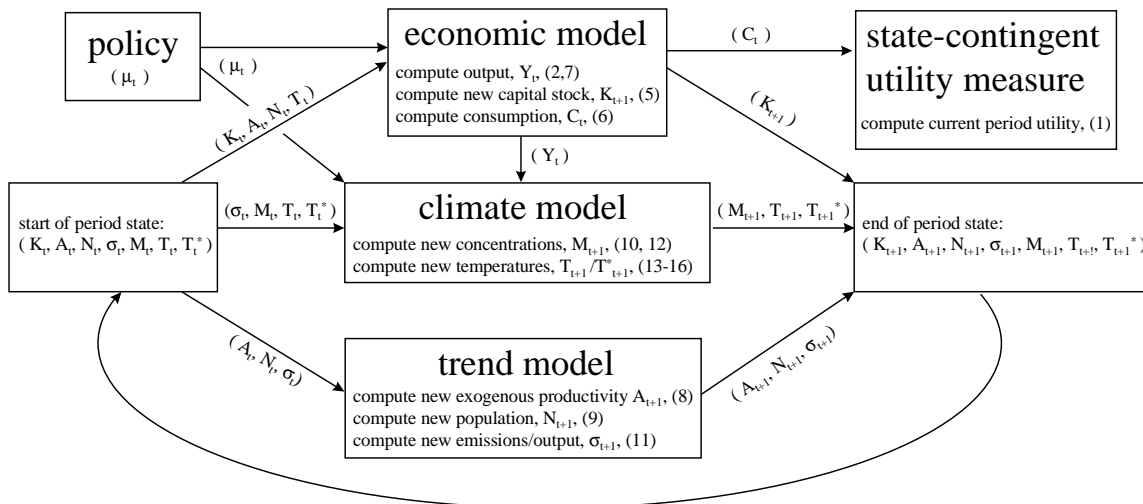 policy
( μt )
economic model
compute output, Yt, (2,7)
compute new capital stock, Kt+1, (5)
compute consumption, Ct, (6)
state-contingent
utility measure
compute current period utility, (1)
( μt )
( Ct )
( Kt, At, Nt, Tt )
( Kt+1 )
( Yt )
start of period state:
( Kt, At, Nt, σt, Mt, Tt, Tt* )
(σt, Mt, Tt, Tt* )
climate model
compute new concentrations, Mt+1, (10, 12)
compute new temperatures, Tt+1 /T*t+1, (13-16)
( Mt+1, Tt+1, Tt+1* )
end of period state:
( Kt+1, At+1, Nt+1, σt+1, Mt+1, Tt+!, Tt+1* )
( At, Nt, σt)
trend model
compute new exogenous productivity At+1, (8)
compute new population, Nt+1, (9)
compute new emissions/output, σt+1, (11)
( At+1, Nt+1, σt+1)